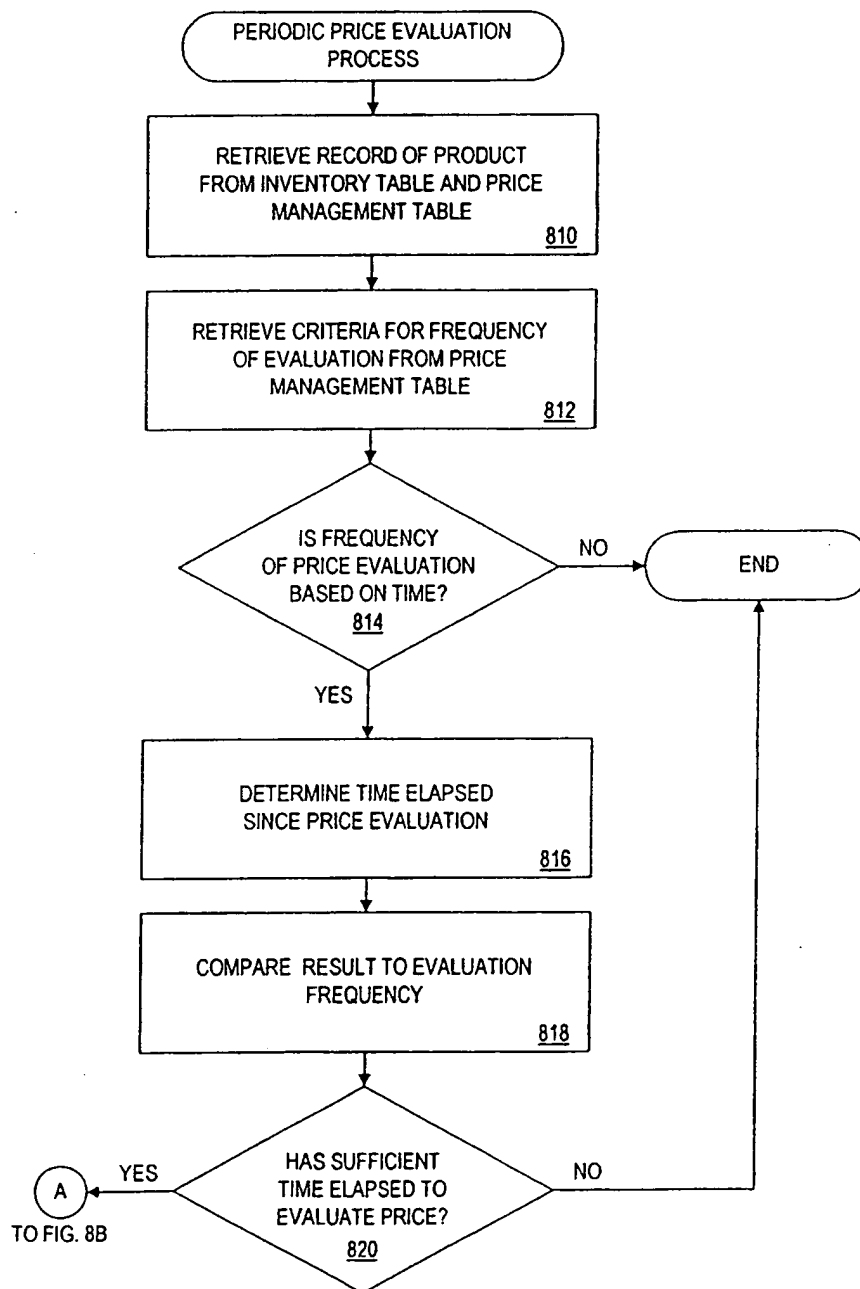 PERIODIC PRICE EVALUATION
PROCESS
RETRIEVE RECORD OF PRODUCT
FROM INVENTORY TABLE AND PRICE
MANAGEMENT TABLE
810
RETRIEVE CRITERIA FOR FREQUENCY
OF EVALUATION FROM PRICE
MANAGEMENT TABLE
812
IS FREQUENCY
OF PRICE EVALUATION
BASED ON TIME?
814
NO
END
YES
DETERMINE TIME ELAPSED
SINCE PRICE EVALUATION
816
COMPARE RESULT TO EVALUATION
FREQUENCY
818
HAS SUFFICIENT
TIME ELAPSED TO
EVALUATE PRICE?
820
NO
YES
A
TO FIG. 8B